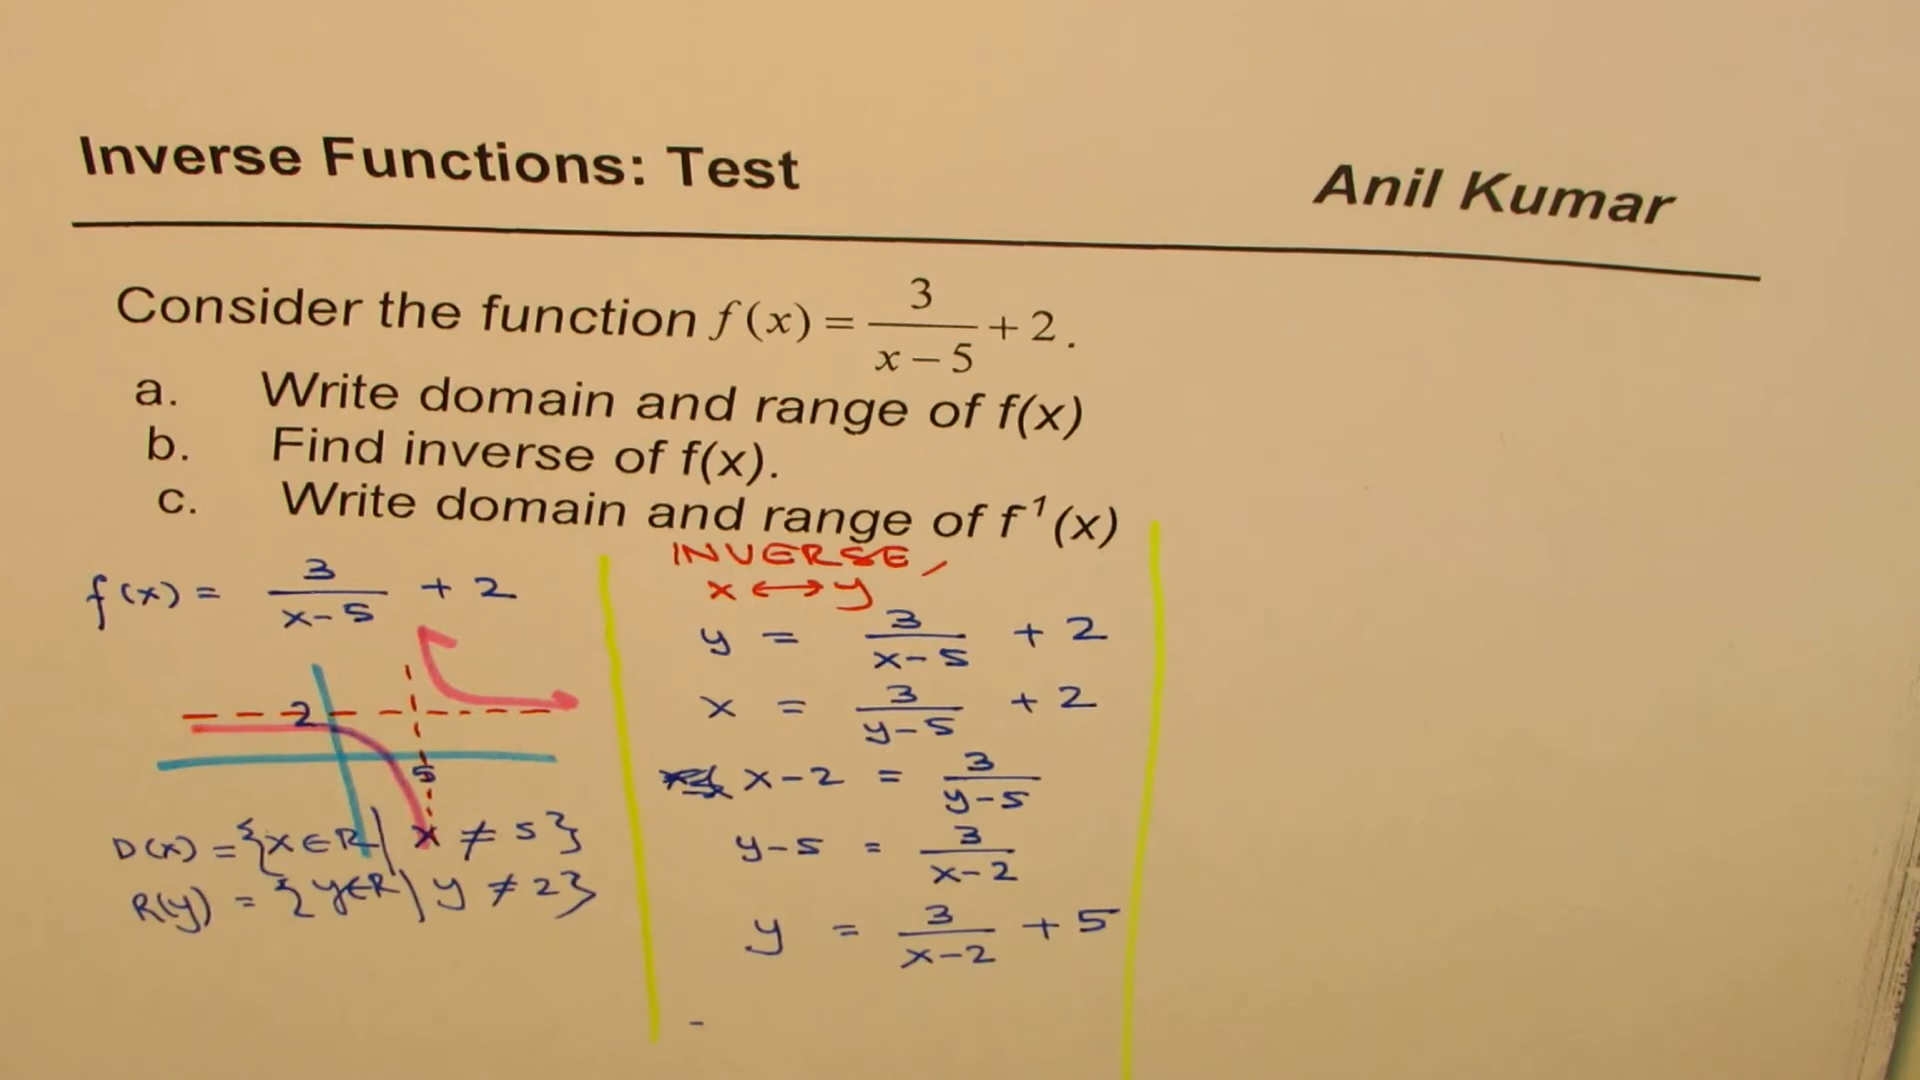 Inverse Functions: Test
Anil Kumar
Consider the function f(x) = 3/(x − 5) + 2.
a. Write domain and range of f(x)
b. Find inverse of f(x).
c. Write domain and range of f¹(x)
f(x) = 3/(x-5) + 2
2
5
D(x) = {x∈R| x ≠ 5}
R(y) = {y∈R| y ≠ 2}
INVERSE,
x ↔ y
y = 3/(x-5) + 2
x = 3/(y-5) + 2
x-2 = 3/(y-5)
y-5 = 3/(x-2)
y = 3/(x-2) + 5
-